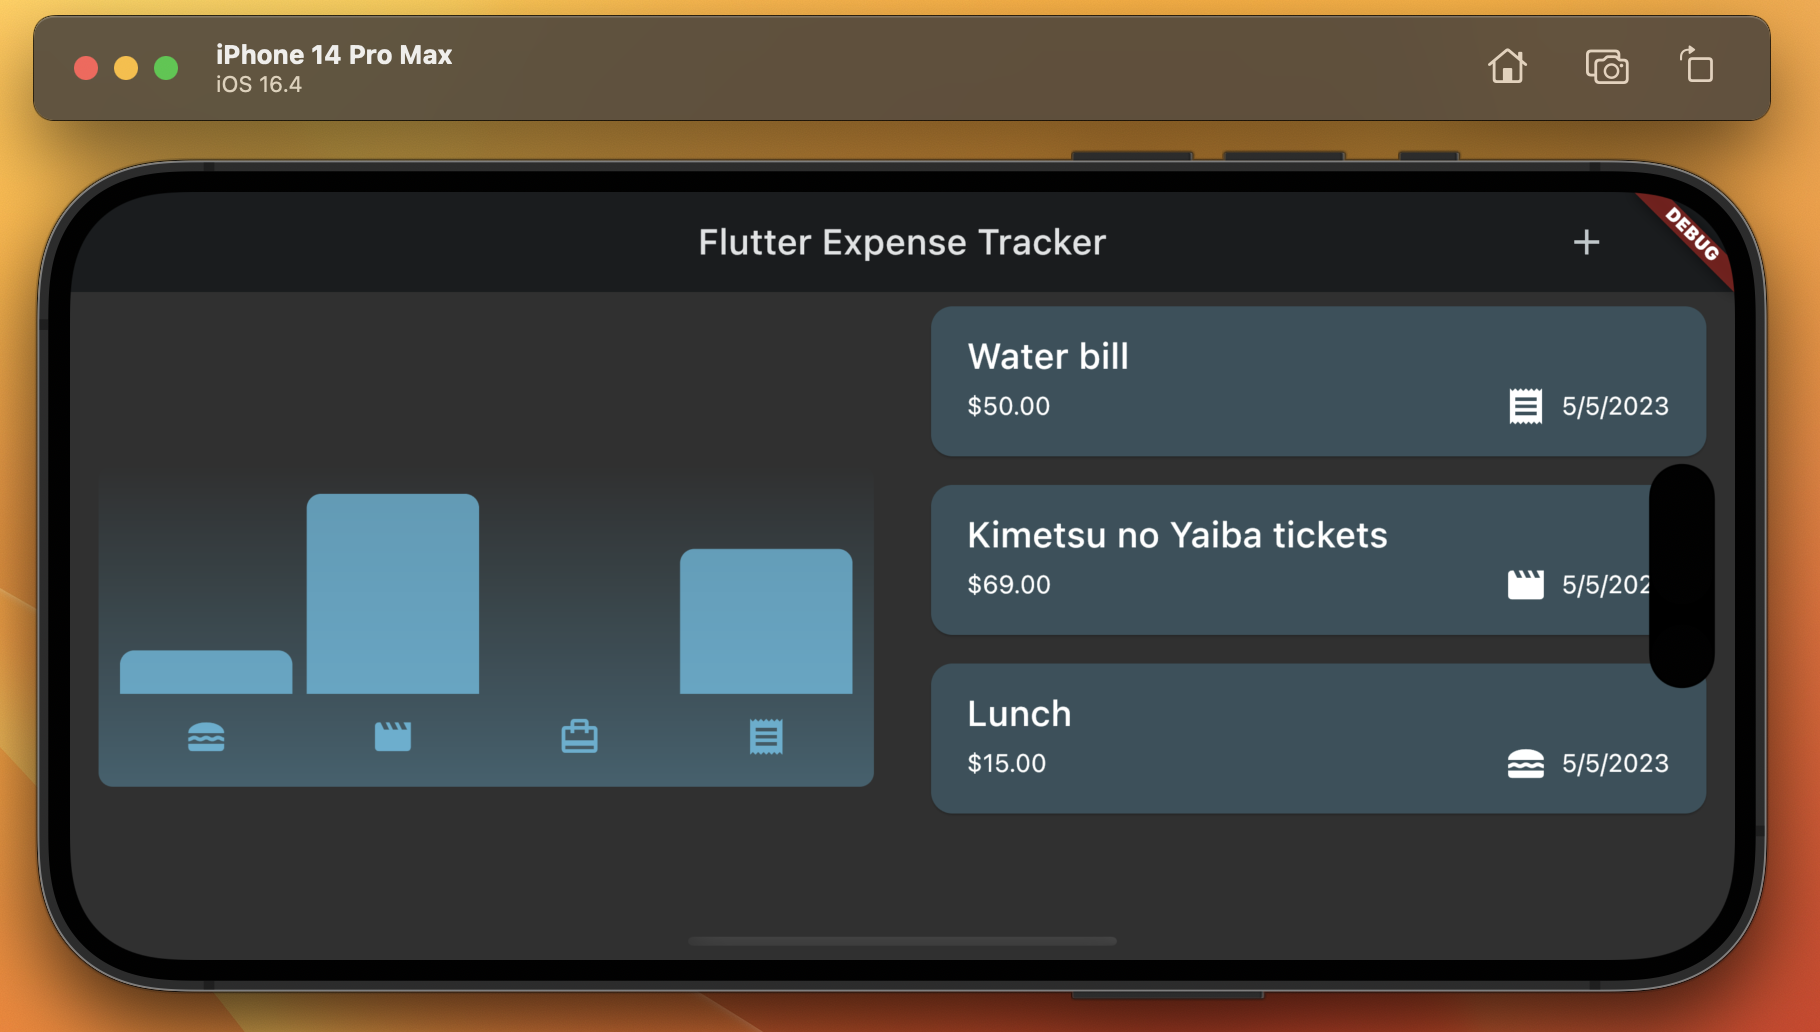 iPhone 14 Pro Max
iOS 16.4
Flutter Expense Tracker
DEBUG
Water bill
$50.00
5/5/2023
Kimetsu no Yaiba tickets
$69.00
5/5/202
Lunch
$15.00
5/5/2023